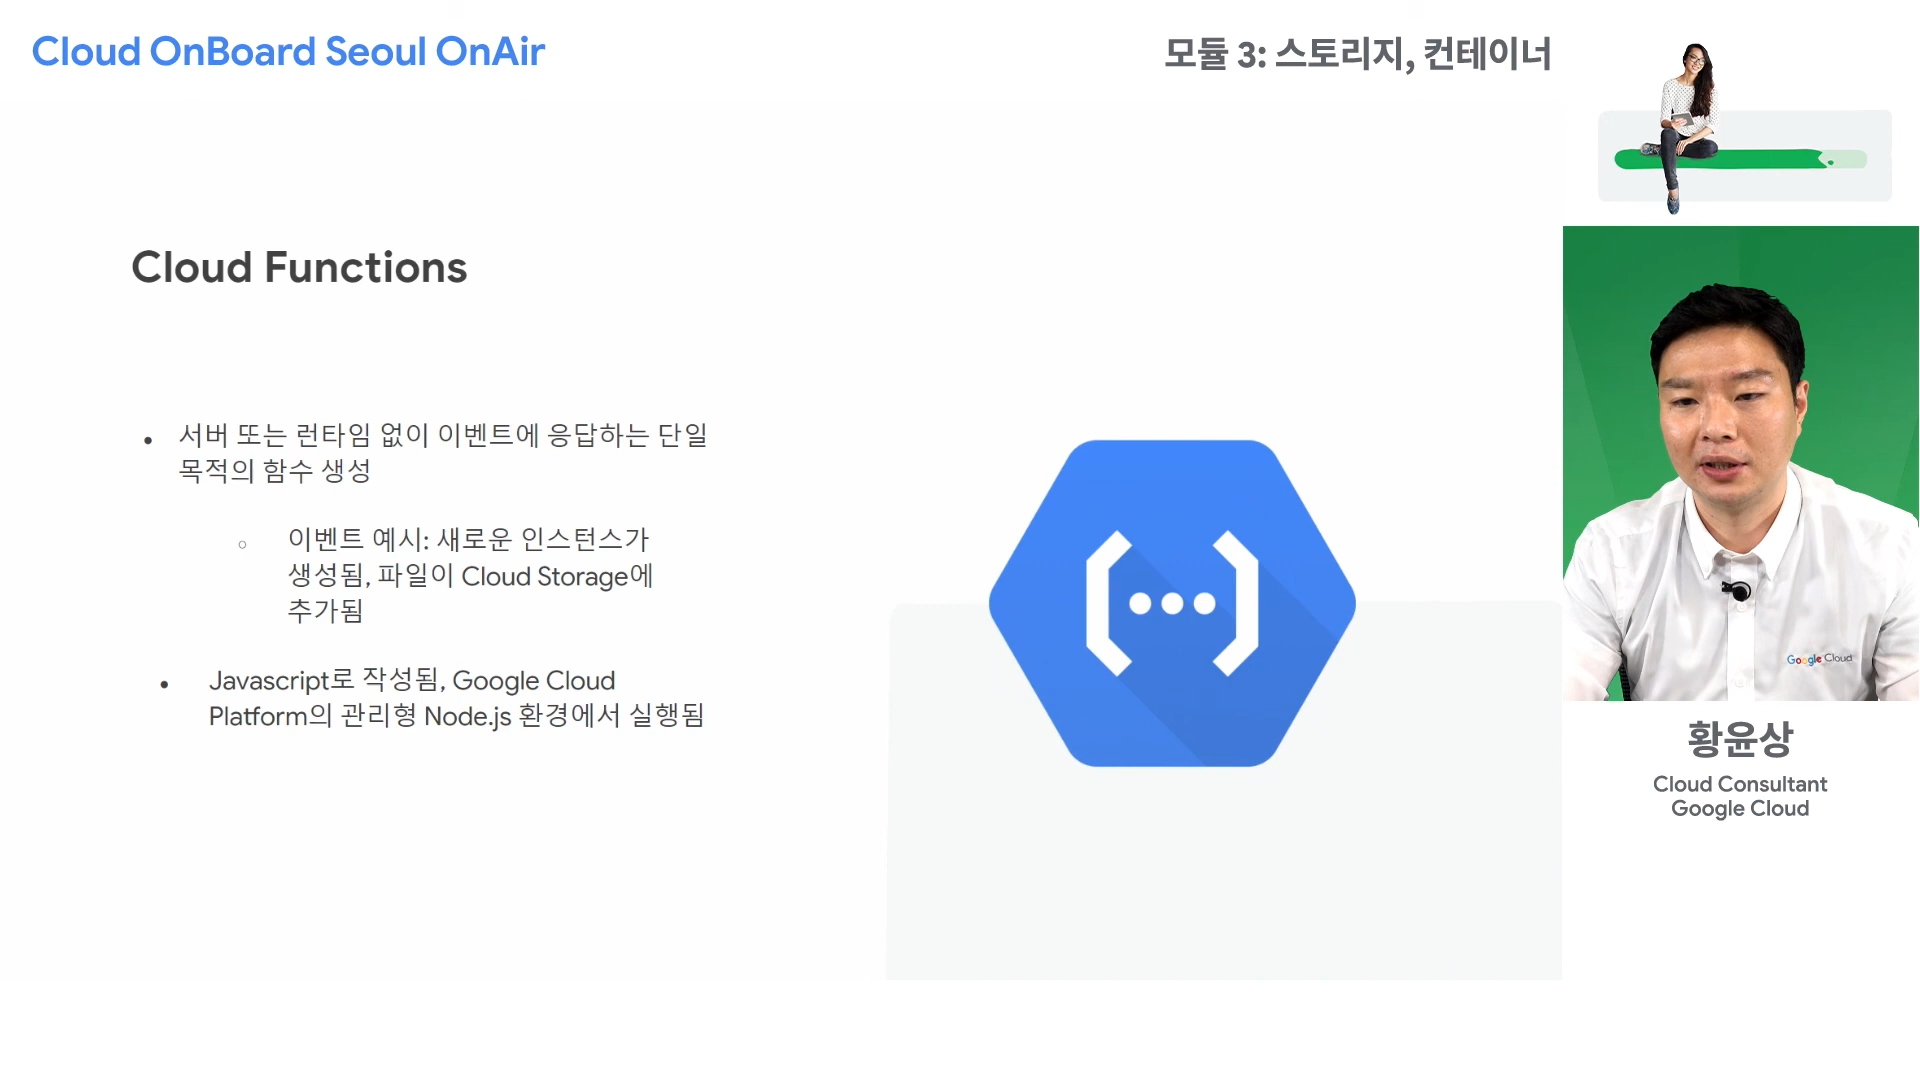 Cloud OnBoard Seoul OnAir
모듈 3: 스토리지, 컨테이너
Cloud Functions
• 서버 또는 런타임 없이 이벤트에 응답하는 단일
목적의 함수 생성
○ 이벤트 예시: 새로운 인스턴스가
생성됨, 파일이 Cloud Storage에
추가됨
• Javascript로 작성됨, Google Cloud
Platform의 관리형 Node.js 환경에서 실행됨
Google Cloud
황윤상
Cloud Consultant
Google Cloud